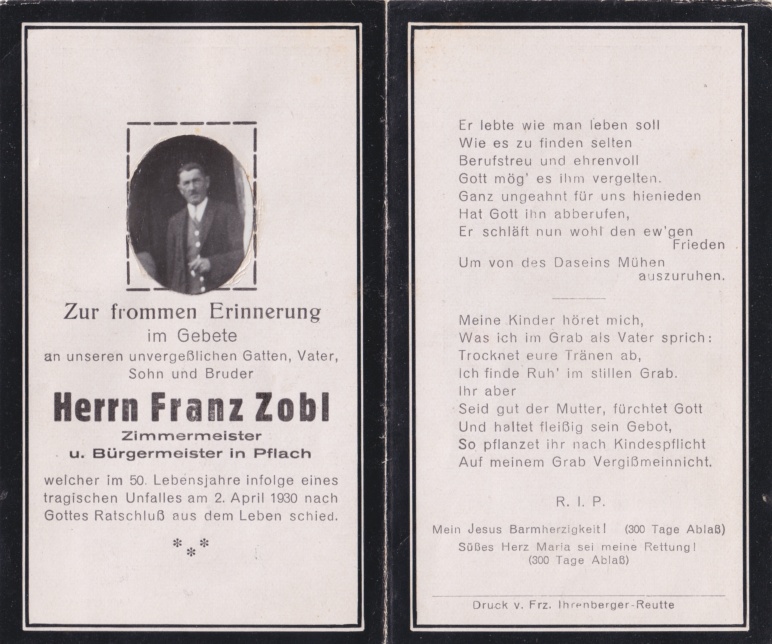 Zur frommen Erinnerung
im Gebete
an unseren unvergeßlichen Gatten, Vater,
Sohn und Bruder
Herrn Franz Zobl
Zimmermeister
u. Bürgermeister in Pflach
welcher im 50. Lebensjahre infolge eines
tragischen Unfalles am 2. April 1930 nach
Gottes Ratschluß aus dem Leben schied.
***
Er lebte wie man leben soll
Wie es zu finden selten
Berufstreu und ehrenvoll
Gott mög' es ihm vergelten.
Ganz ungeahnt für uns hienieden
Hat Gott ihn abberufen,
Er schläft nun wohl den ew'gen
Frieden
Um von des Daseins Mühen
auszuruhen.
Meine Kinder höret mich,
Was ich im Grab als Vater sprich:
Trocknet eure Tränen ab,
Ich finde Ruh' im stillen Grab.
Ihr aber
Seid gut der Mutter, fürchtet Gott
Und haltet fleißig sein Gebot,
So pflanzet ihr nach Kindespflicht
Auf meinem Grab Vergißmeinnicht.
R. I. P.
Mein Jesus Barmherzigkeit! (300 Tage Ablaß)
Süßes Herz Maria sei meine Rettung!
(300 Tage Ablaß)
Druck v. Frz. Ihrenberger-Reutte